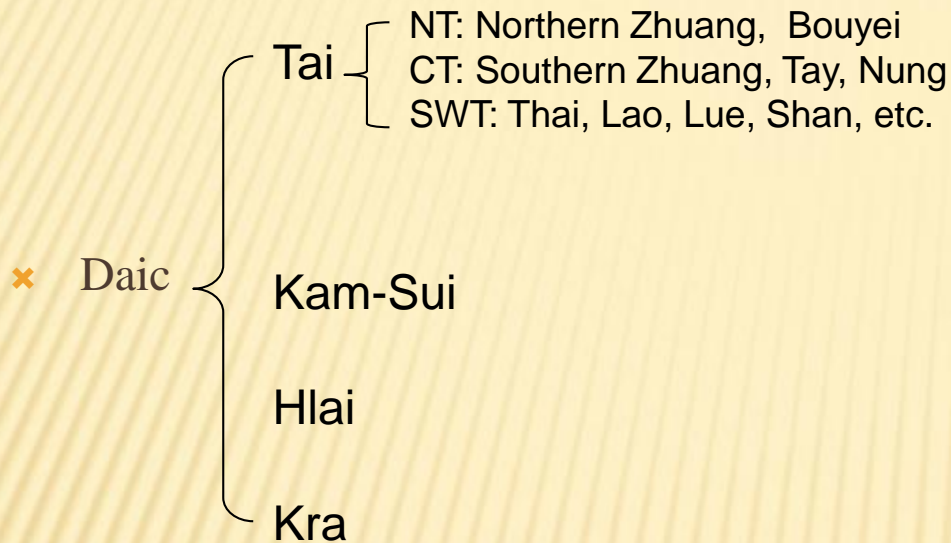 NT: Northern Zhuang, Bouyei
Tai
CT: Southern Zhuang, Tay, Nung
SWT: Thai, Lao, Lue, Shan, etc.
Daic
Kam-Sui
Hlai
Kra